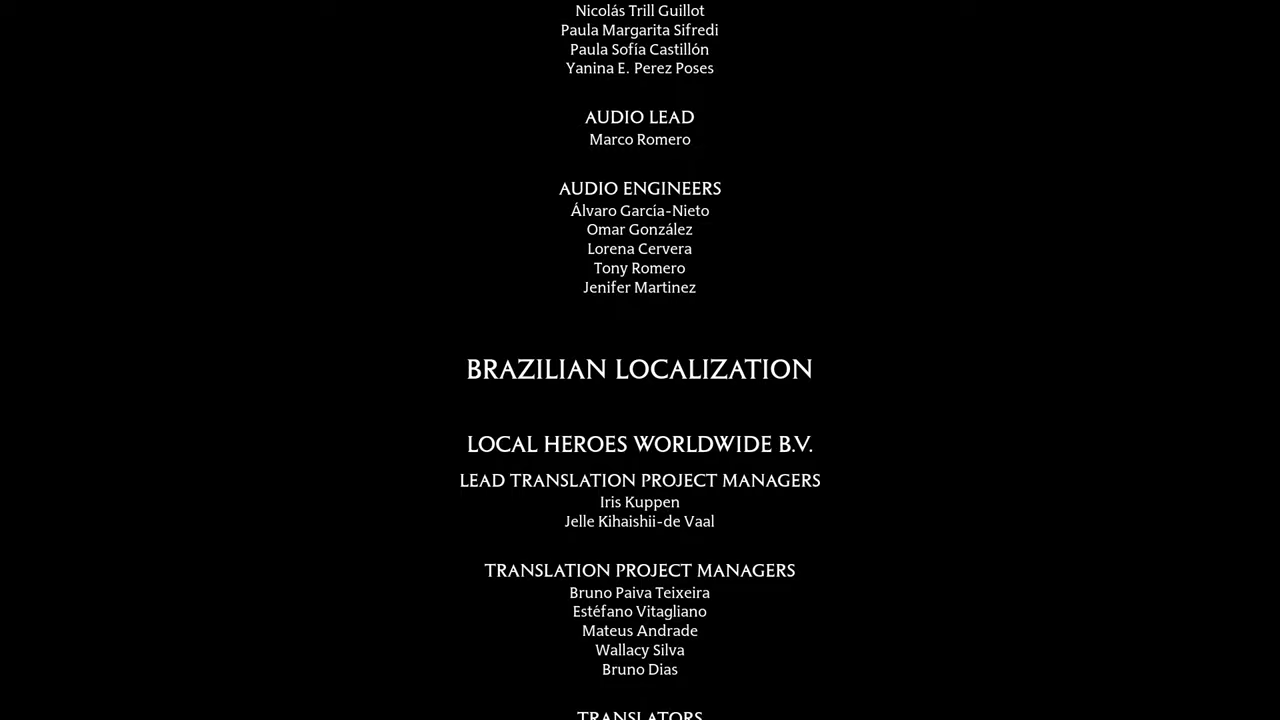 Nicolás Trill Guillot
Paula Margarita Sifredi
Paula Sofía Castillón
Yanina E. Perez Poses
AUDIO LEAD
Marco Romero
AUDIO ENGINEERS
Álvaro García-Nieto
Omar González
Lorena Cervera
Tony Romero
Jenifer Martinez
BRAZILIAN LOCALIZATION
LOCAL HEROES WORLDWIDE B.V.
LEAD TRANSLATION PROJECT MANAGERS
Iris Kuppen
Jelle Kihaishii-de Vaal
TRANSLATION PROJECT MANAGERS
Bruno Paiva Teixeira
Estéfano Vitagliano
Mateus Andrade
Wallacy Silva
Bruno Dias
TRANSLATORS